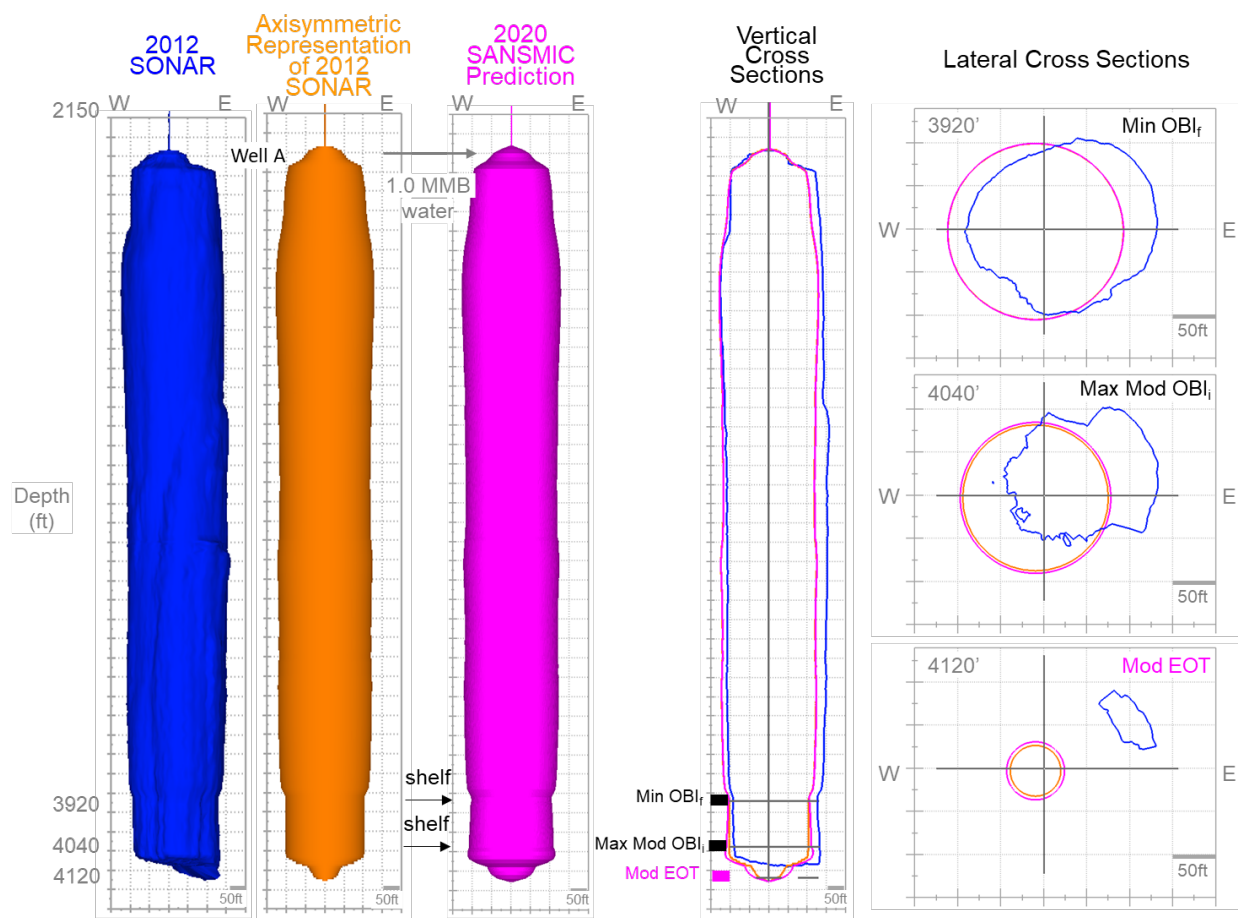 2012
SONAR
Axisymmetric
Representation
of 2012
SONAR
2020
SANSMIC
Prediction
Vertical
Cross
Sections
Lateral Cross Sections
W
E
W
E
W
E
W
E
2150
Well A
1.0 MMB
water
Depth
(ft)
shelf
shelf
3920
4040
4120
50ft
50ft
50ft
50ft
Min OBIf
Max Mod OBIi
Mod EOT
3920'
Min OBIf
W
E
50ft
4040'
Max Mod OBIi
W
E
50ft
4120'
Mod EOT
W
E
50ft